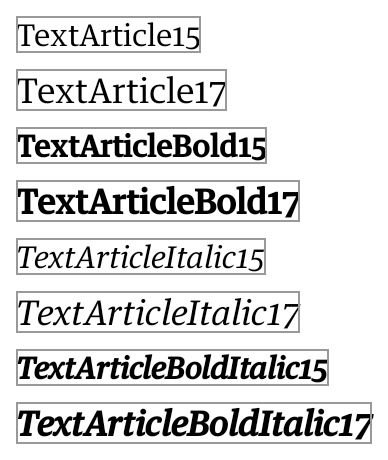 TextArticle15
TextArticle17
TextArticleBold15
TextArticleBold17
TextArticleItalic15
TextArticleItalic17
TextArticleBoldItalic15
TextArticleBoldItalic17